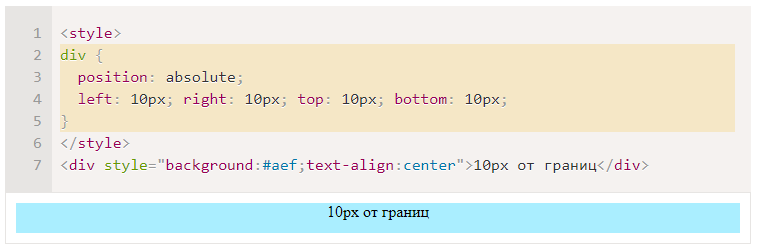 1 <style>
2 div {
3 position: absolute;
4 left: 10px; right: 10px; top: 10px; bottom: 10px;
5 }
6 </style>
7 <div style="background:#aef;text-align:center">10px от границ</div>
10px от границ